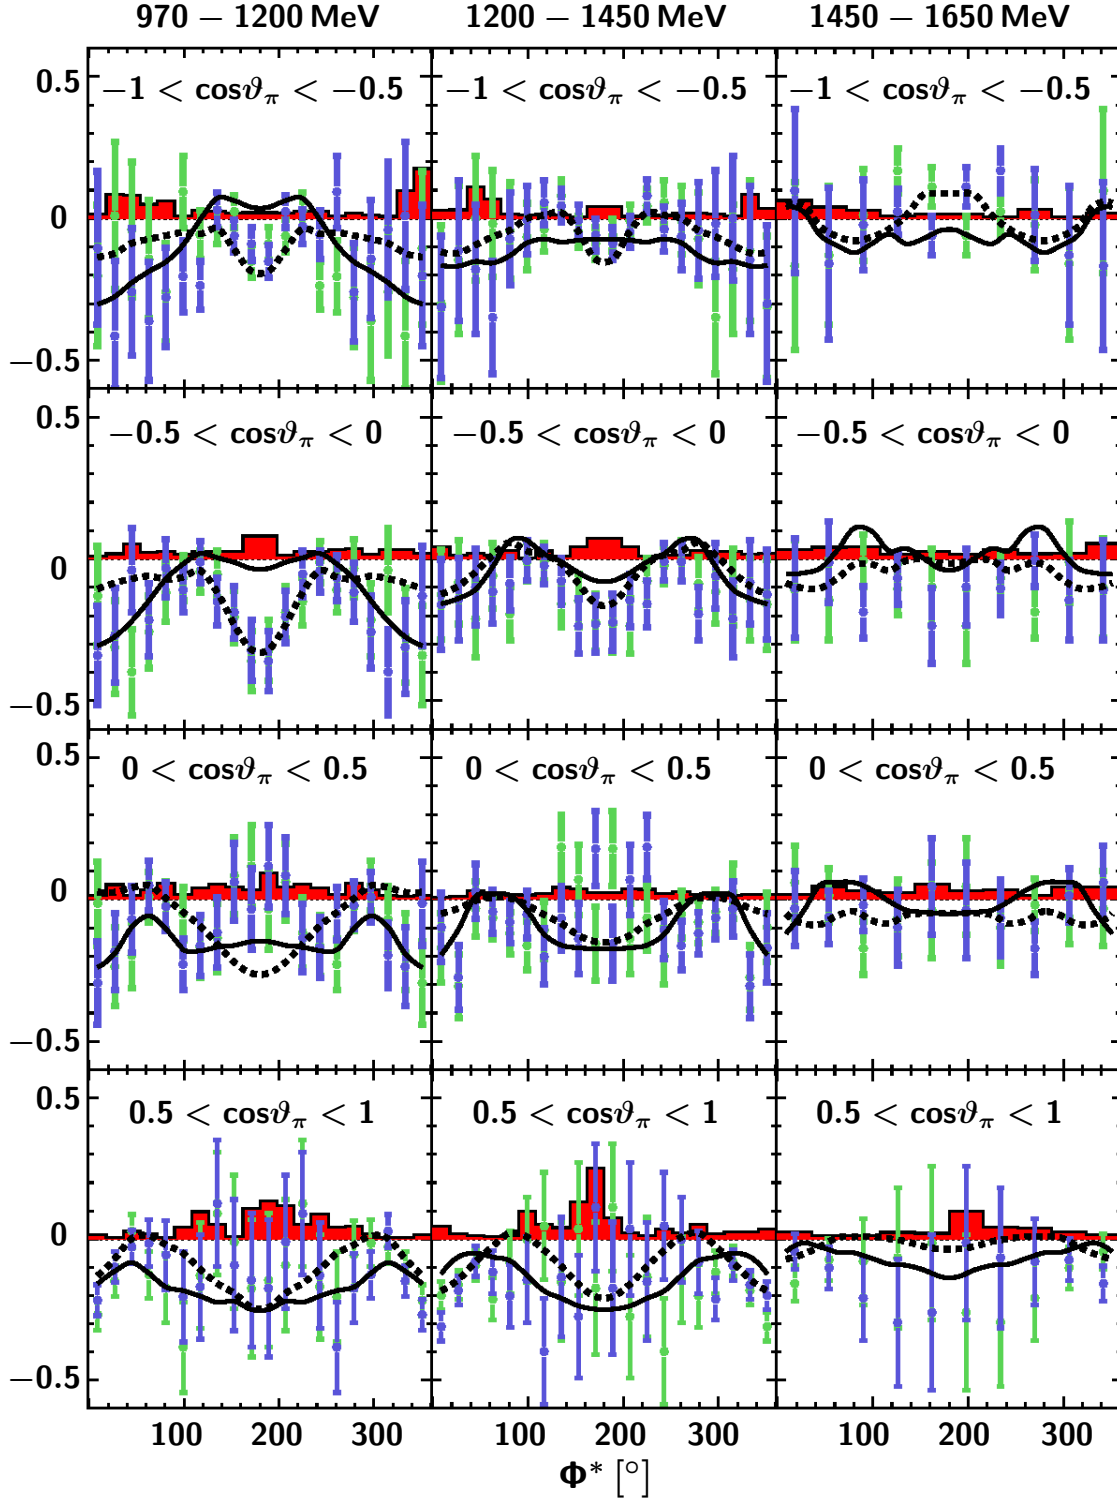 970 − 1200 MeV 1200 − 1450 MeV 1450 − 1650 MeV
0.5 −1 < cosϑπ < −0.5 −1 < cosϑπ < −0.5 −1 < cosϑπ < −0.5
0
−0.5
0.5 −0.5 < cosϑπ < 0 −0.5 < cosϑπ < 0 −0.5 < cosϑπ < 0
0
−0.5
0.5 0 < cosϑπ < 0.5 0 < cosϑπ < 0.5 0 < cosϑπ < 0.5
0
−0.5
0.5 0.5 < cosϑπ < 1 0.5 < cosϑπ < 1 0.5 < cosϑπ < 1
0
−0.5
100 200 300 100 200 300 100 200 300
Φ* [°]